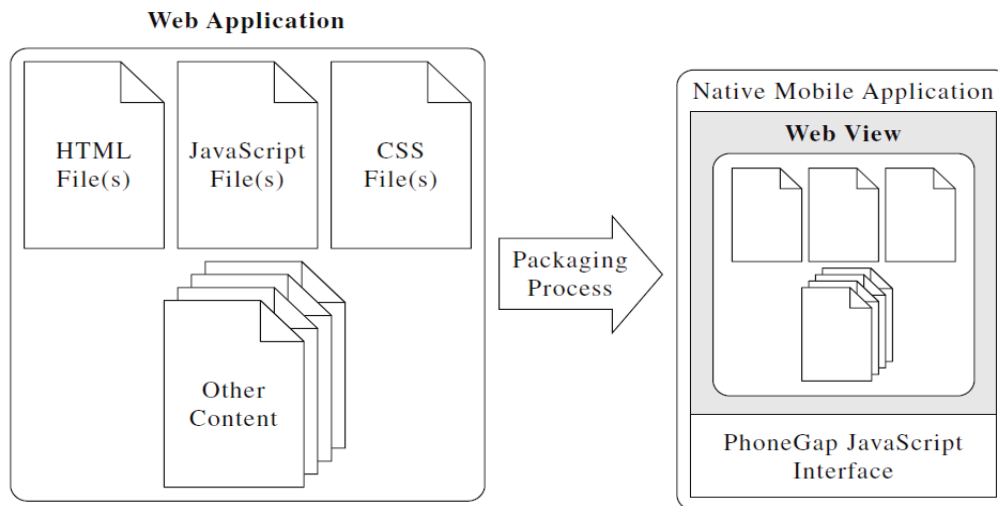 Web Application
HTML
File(s)
JavaScript
File(s)
CSS
File(s)
Other
Content
Packaging
Process
Native Mobile Application
Web View
PhoneGap JavaScript
Interface